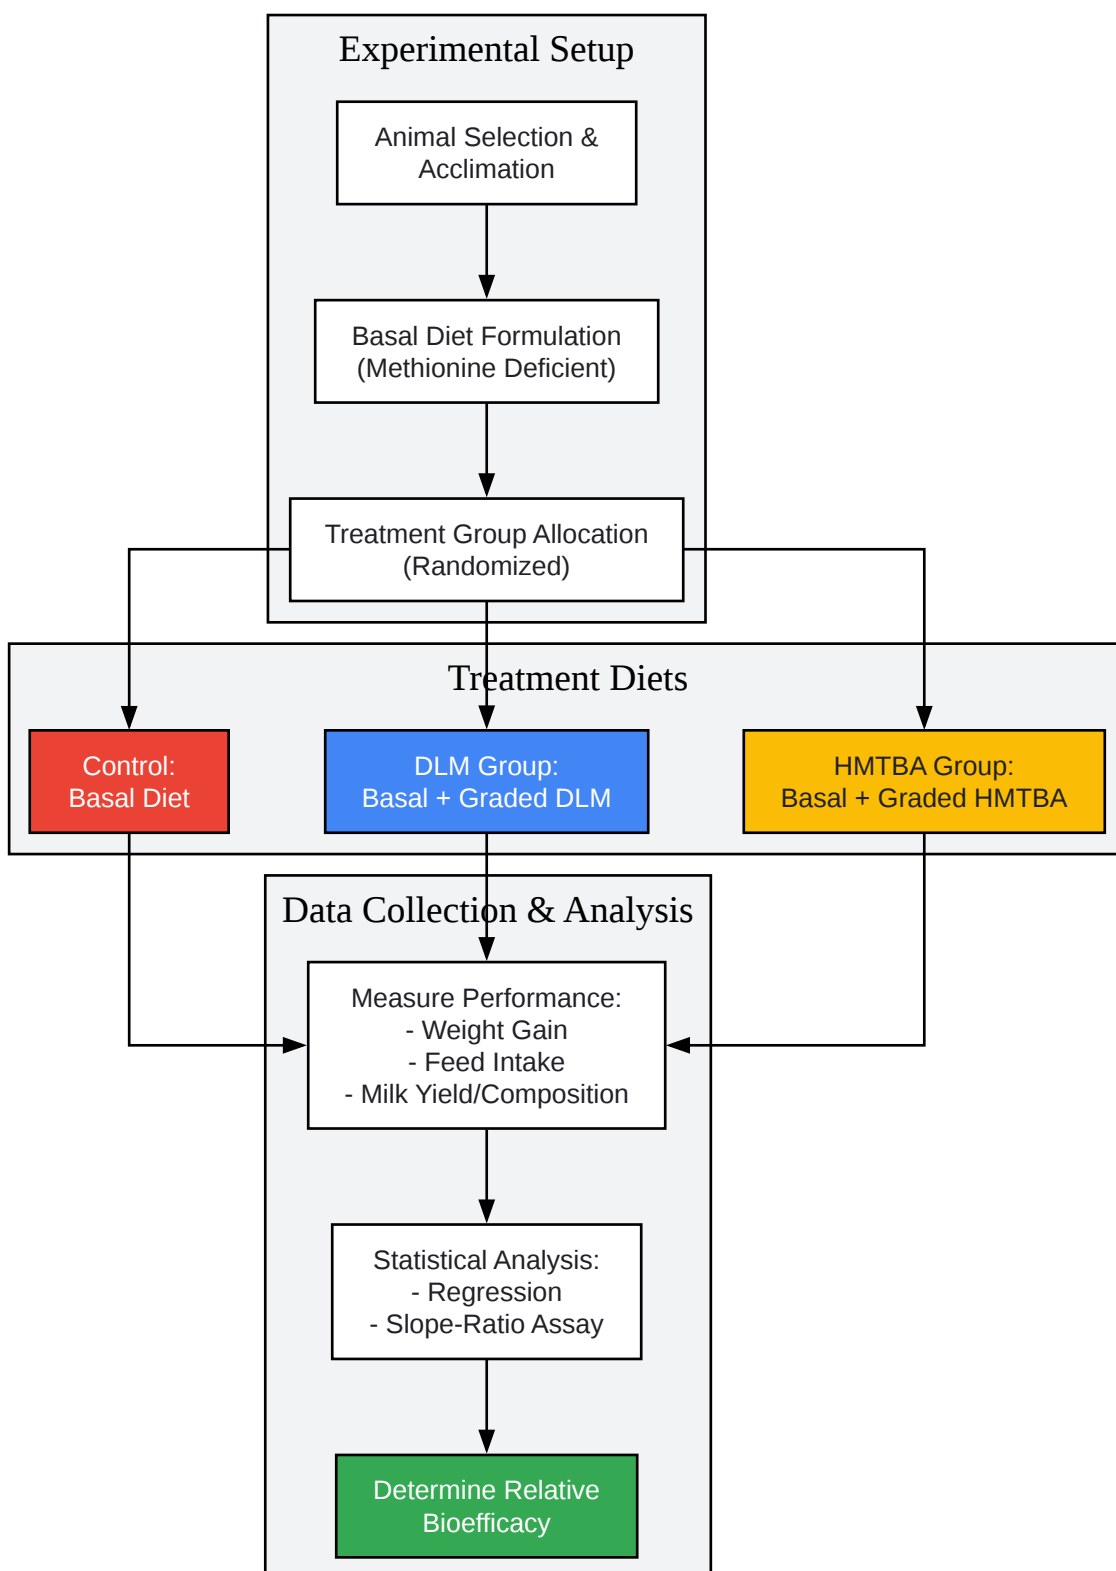 Experimental Setup
Animal Selection &
Acclimation
Basal Diet Formulation
(Methionine Deficient)
Treatment Group Allocation
(Randomized)
Treatment Diets
Control:
Basal Diet
DLM Group:
Basal + Graded DLM
HMTBA Group:
Basal + Graded HMTBA
Data Collection & Analysis
Measure Performance:
- Weight Gain
- Feed Intake
- Milk Yield/Composition
Statistical Analysis:
- Regression
- Slope-Ratio Assay
Determine Relative
Bioefficacy